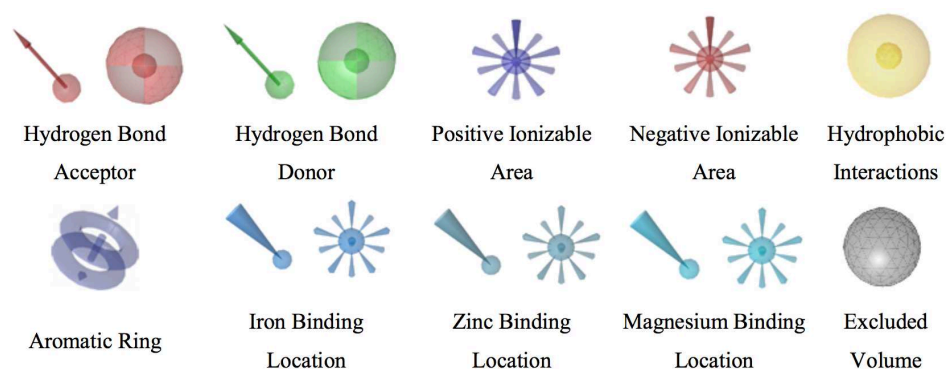 Hydrogen Bond Acceptor
Hydrogen Bond Donor
Positive Ionizable Area
Negative Ionizable Area
Hydrophobic Interactions
Aromatic Ring
Iron Binding Location
Zinc Binding Location
Magnesium Binding Location
Excluded Volume